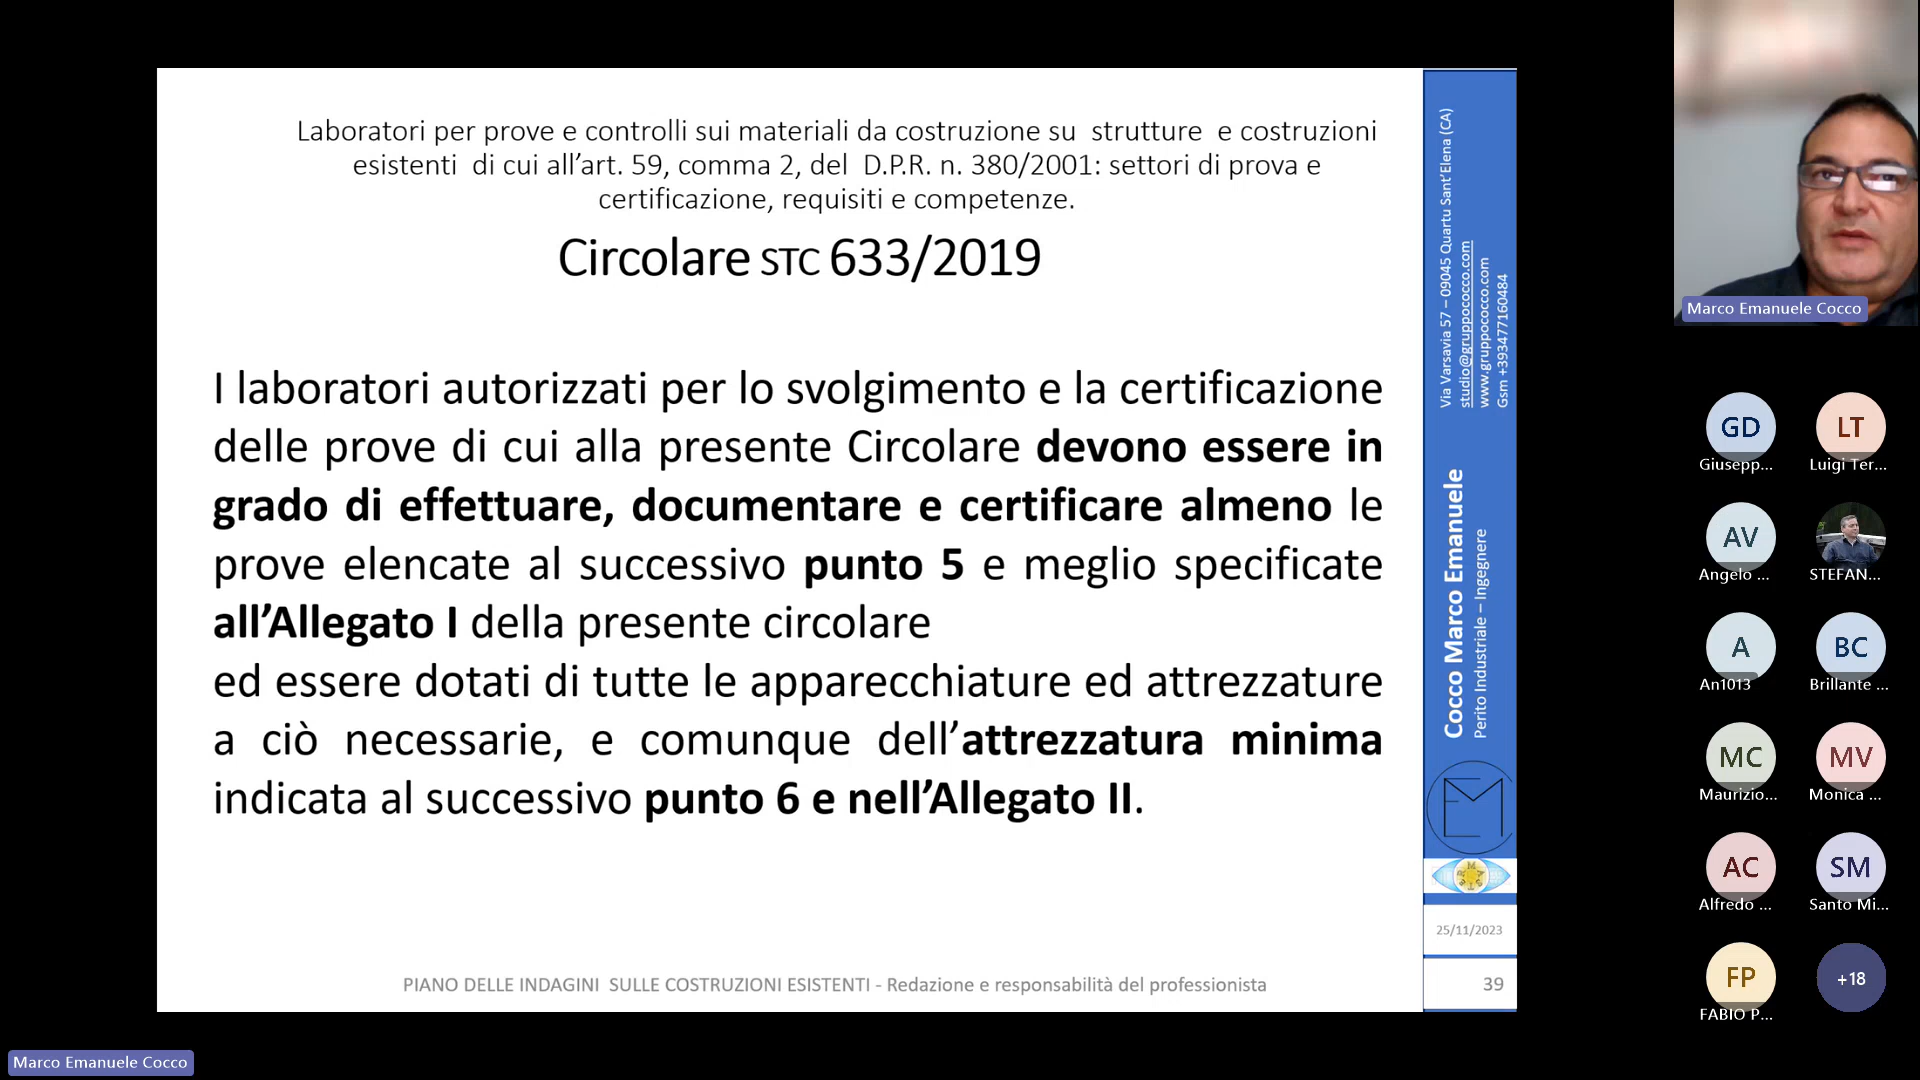 Laboratori per prove e controlli sui materiali da costruzione su strutture e costruzioni
esistenti di cui all’art. 59, comma 2, del D.P.R. n. 380/2001: settori di prova e
certificazione, requisiti e competenze.
Circolare STC 633/2019
I laboratori autorizzati per lo svolgimento e la certificazione
delle prove di cui alla presente Circolare devono essere in
grado di effettuare, documentare e certificare almeno le
prove elencate al successivo punto 5 e meglio specificate
all’Allegato I della presente circolare
ed essere dotati di tutte le apparecchiature ed attrezzature
a ciò necessarie, e comunque dell’attrezzatura minima
indicata al successivo punto 6 e nell’Allegato II.
PIANO DELLE INDAGINI SULLE COSTRUZIONI ESISTENTI - Redazione e responsabilità del professionista
Via Varsavia 57 – 09045 Quartu Sant’Elena (CA)
studio@gruppococco.com
www.gruppococco.com
Gsm +393477160484
Cocco Marco Emanuele
Perito Industriale – Ingegnere
EM
25/11/2023
39
Marco Emanuele Cocco
GD
Giusepp...
LT
Luigi Ter...
AV
Angelo ...
STEFAN...
A
An1013
BC
Brillante ...
MC
Maurizio...
MV
Monica ...
AC
Alfredo ...
SM
Santo Mi...
FP
FABIO P...
+18
Marco Emanuele Cocco